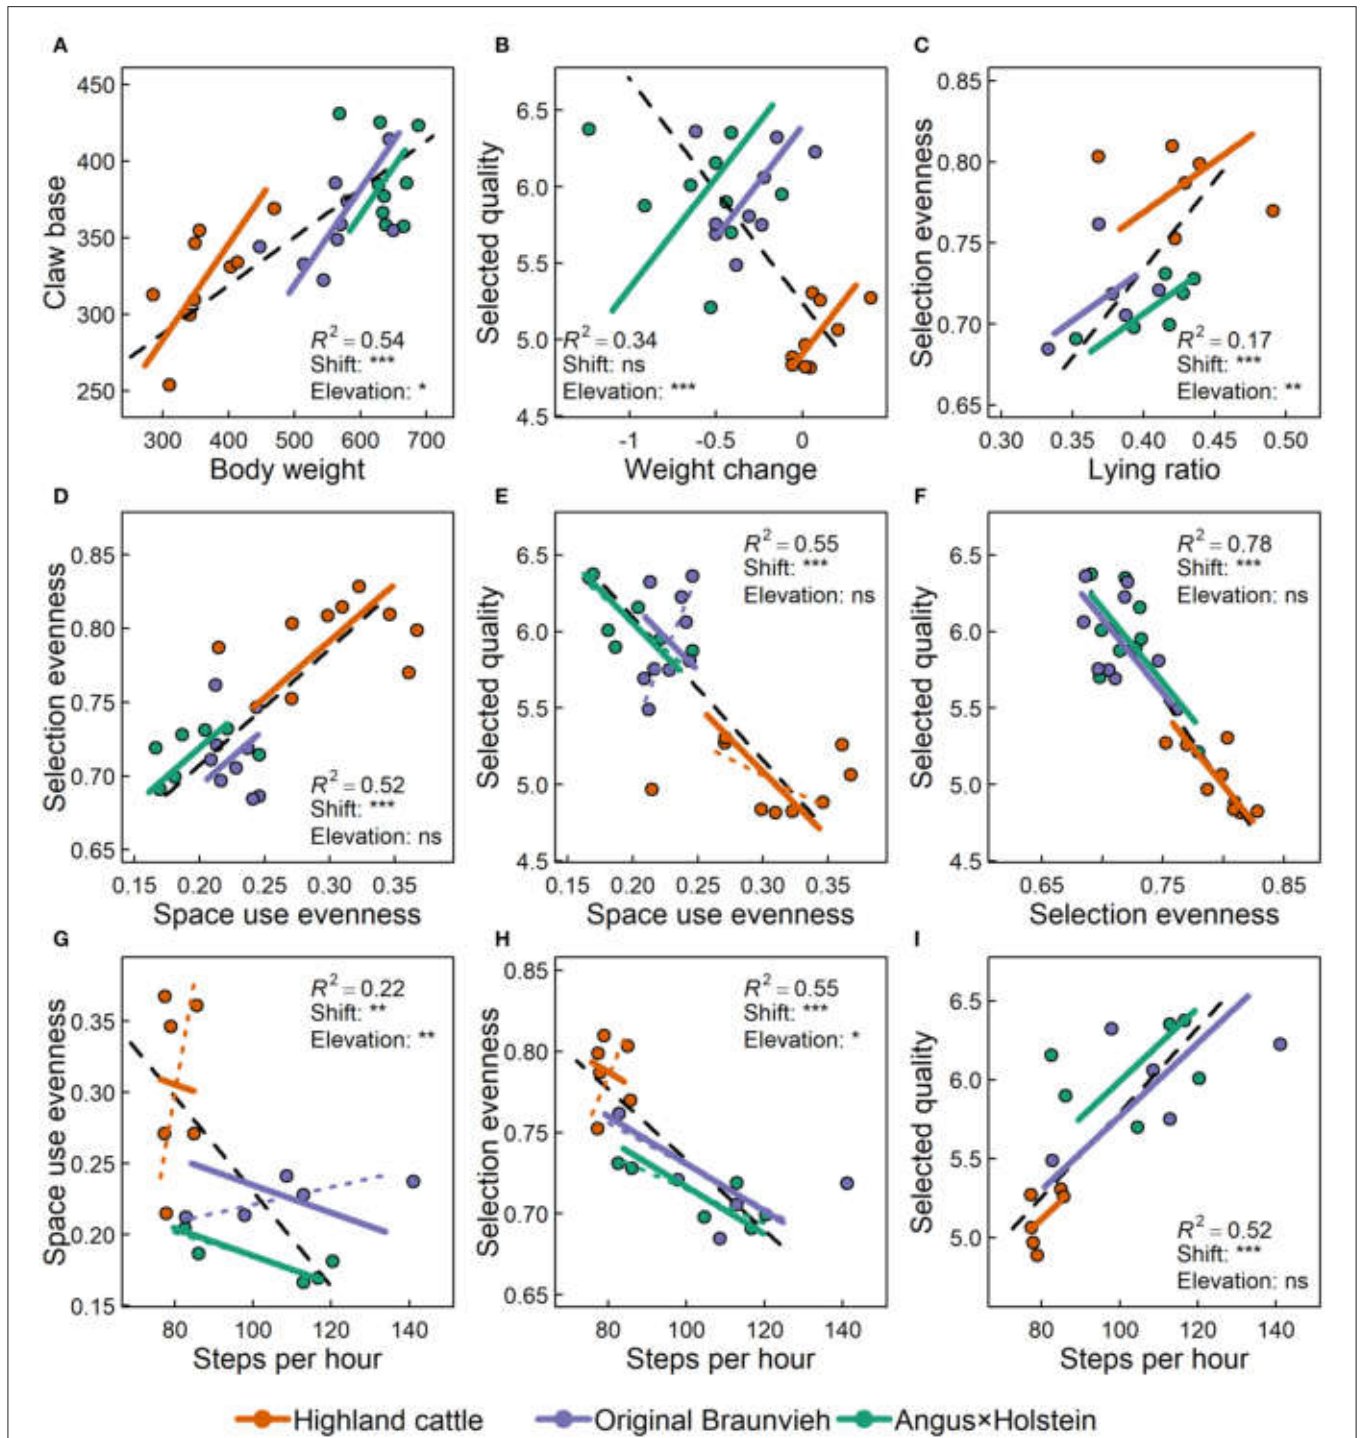 A
B
C
450
400
350
300
250
Claw base
R² = 0.54
Shift: ***
Elevation: *
300 400 500 600 700
Body weight
6.5
6.0
5.5
5.0
4.5
Selected quality
R² = 0.34
Shift: ns
Elevation: ***
-1 -0.5 0
Weight change
0.85
0.80
0.75
0.70
0.65
Selection evenness
R² = 0.17
Shift: ***
Elevation: **
0.30 0.35 0.40 0.45 0.50
Lying ratio
D
E
F
0.85
0.80
0.75
0.70
0.65
Selection evenness
R² = 0.52
Shift: ***
Elevation: ns
0.15 0.20 0.25 0.30 0.35
Space use evenness
6.5
6.0
5.5
5.0
4.5
Selected quality
R² = 0.55
Shift: ***
Elevation: ns
0.15 0.20 0.25 0.30 0.35
Space use evenness
6.5
6.0
5.5
5.0
4.5
Selected quality
R² = 0.78
Shift: ***
Elevation: ns
0.65 0.75 0.85
Selection evenness
G
H
I
0.35
0.30
0.25
0.20
0.15
Space use evenness
R² = 0.22
Shift: **
Elevation: **
80 100 120 140
Steps per hour
0.85
0.80
0.75
0.70
0.65
Selection evenness
R² = 0.55
Shift: ***
Elevation: *
80 100 120 140
Steps per hour
6.5
6.0
5.5
5.0
Selected quality
R² = 0.52
Shift: ***
Elevation: ns
80 100 120 140
Steps per hour
Highland cattle Original Braunvieh Angus×Holstein